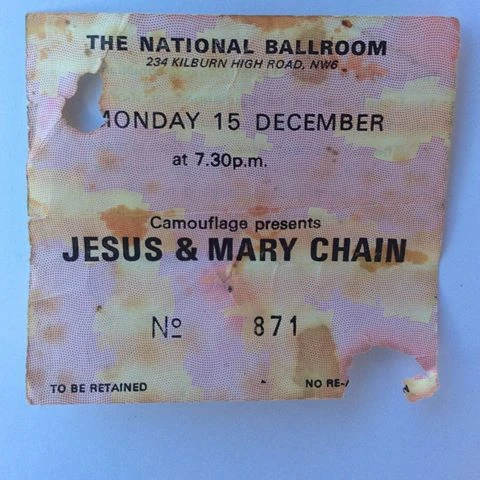 THE NATIONAL BALLROOM
234 KILBURN HIGH ROAD, NW6
MONDAY 15 DECEMBER
at 7.30p.m.
Camouflage presents
JESUS & MARY CHAIN
No 871
TO BE RETAINED
NO RE-